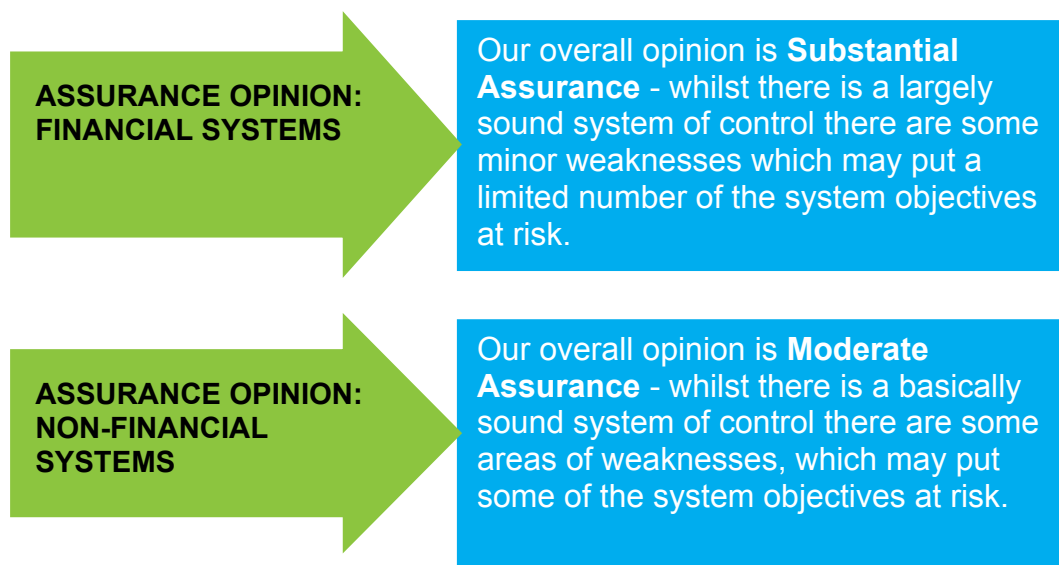 ASSURANCE OPINION:
FINANCIAL SYSTEMS
Our overall opinion is Substantial
Assurance - whilst there is a largely
sound system of control there are some
minor weaknesses which may put a
limited number of the system objectives
at risk.
ASSURANCE OPINION:
NON-FINANCIAL
SYSTEMS
Our overall opinion is Moderate
Assurance - whilst there is a basically
sound system of control there are some
areas of weaknesses, which may put
some of the system objectives at risk.